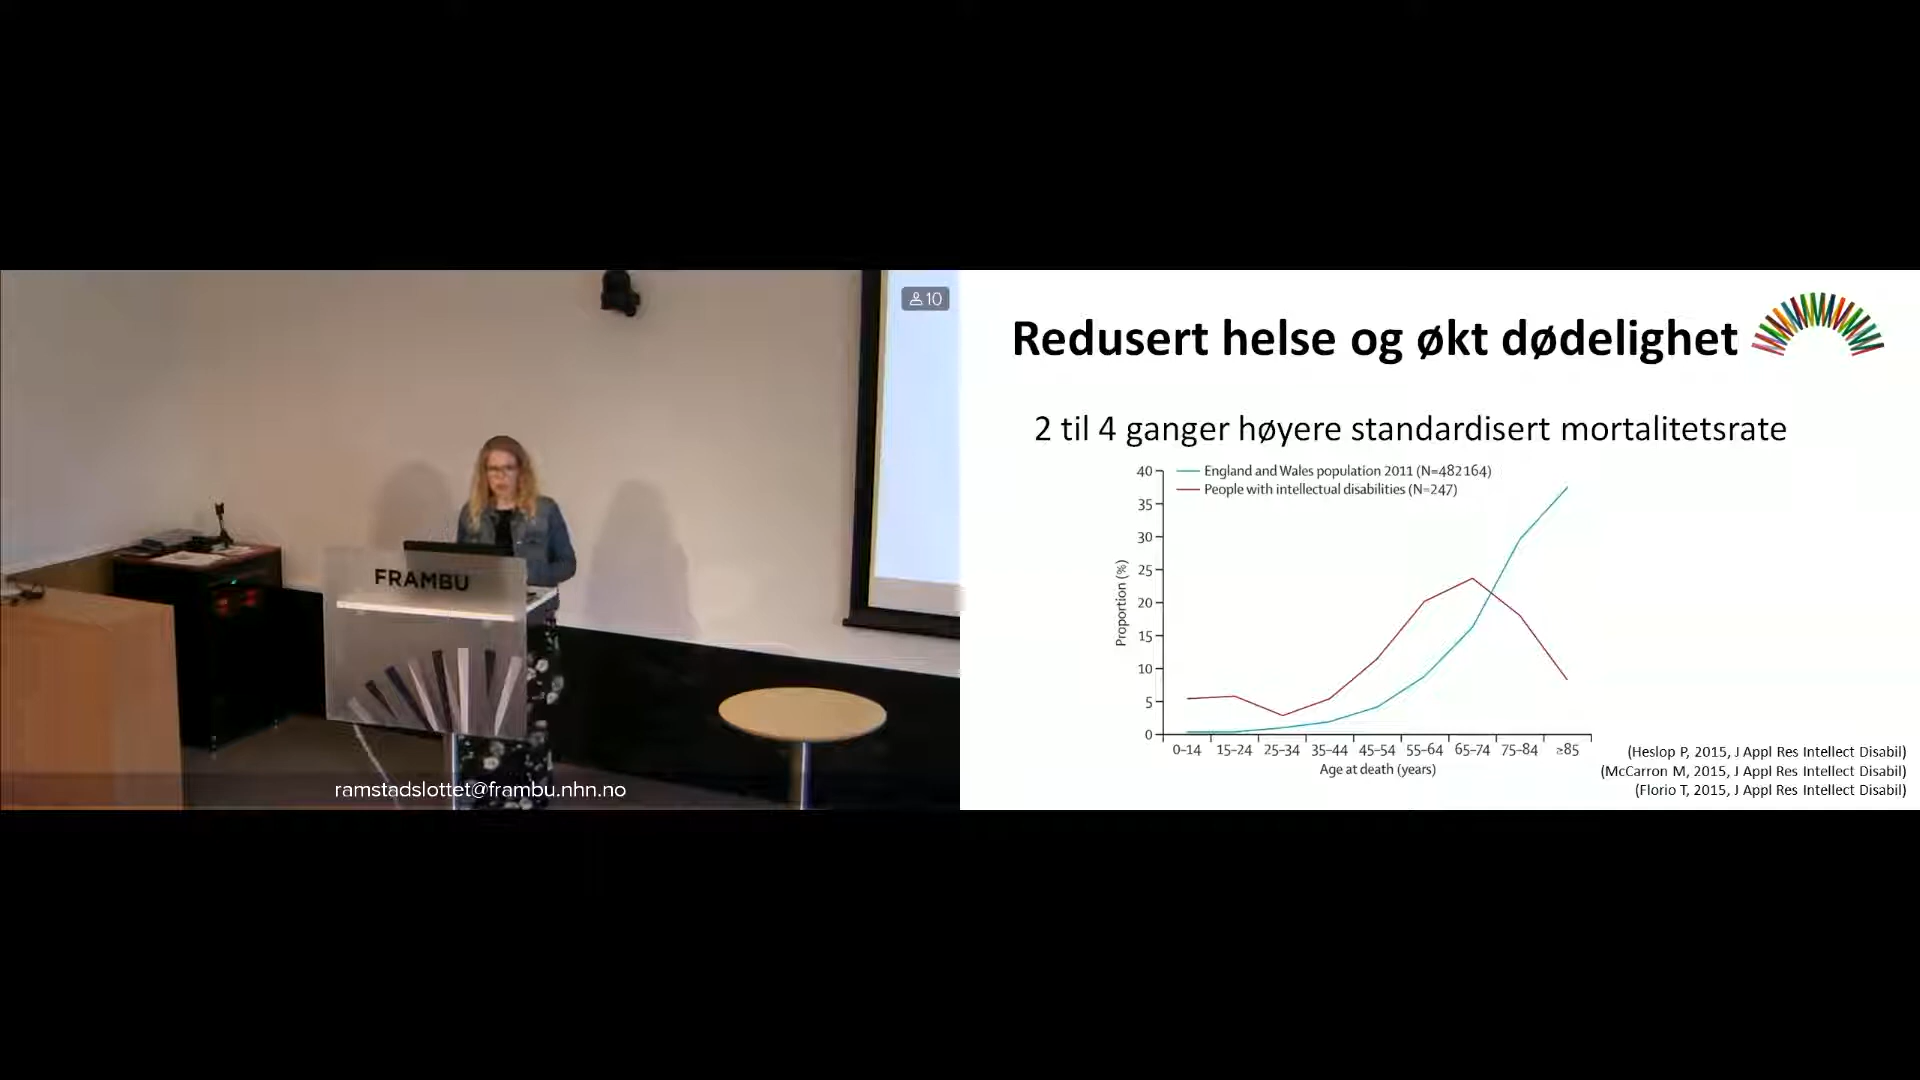 10
FRAMBU
ramstadslottet@frambu.nhn.no
Redusert helse og økt dødelighet
2 til 4 ganger høyere standardisert mortalitetsrate
England and Wales population 2011 (N=482164)
People with intellectual disabilities (N=247)
Proportion (%)
40
35
30
25
20
15
10
5
0
0–14 15–24 25–34 35–44 45–54 55–64 65–74 75–84 ≥85
Age at death (years)
(Heslop P, 2015, J Appl Res Intellect Disabil)
(McCarron M, 2015, J Appl Res Intellect Disabil)
(Florio T, 2015, J Appl Res Intellect Disabil)